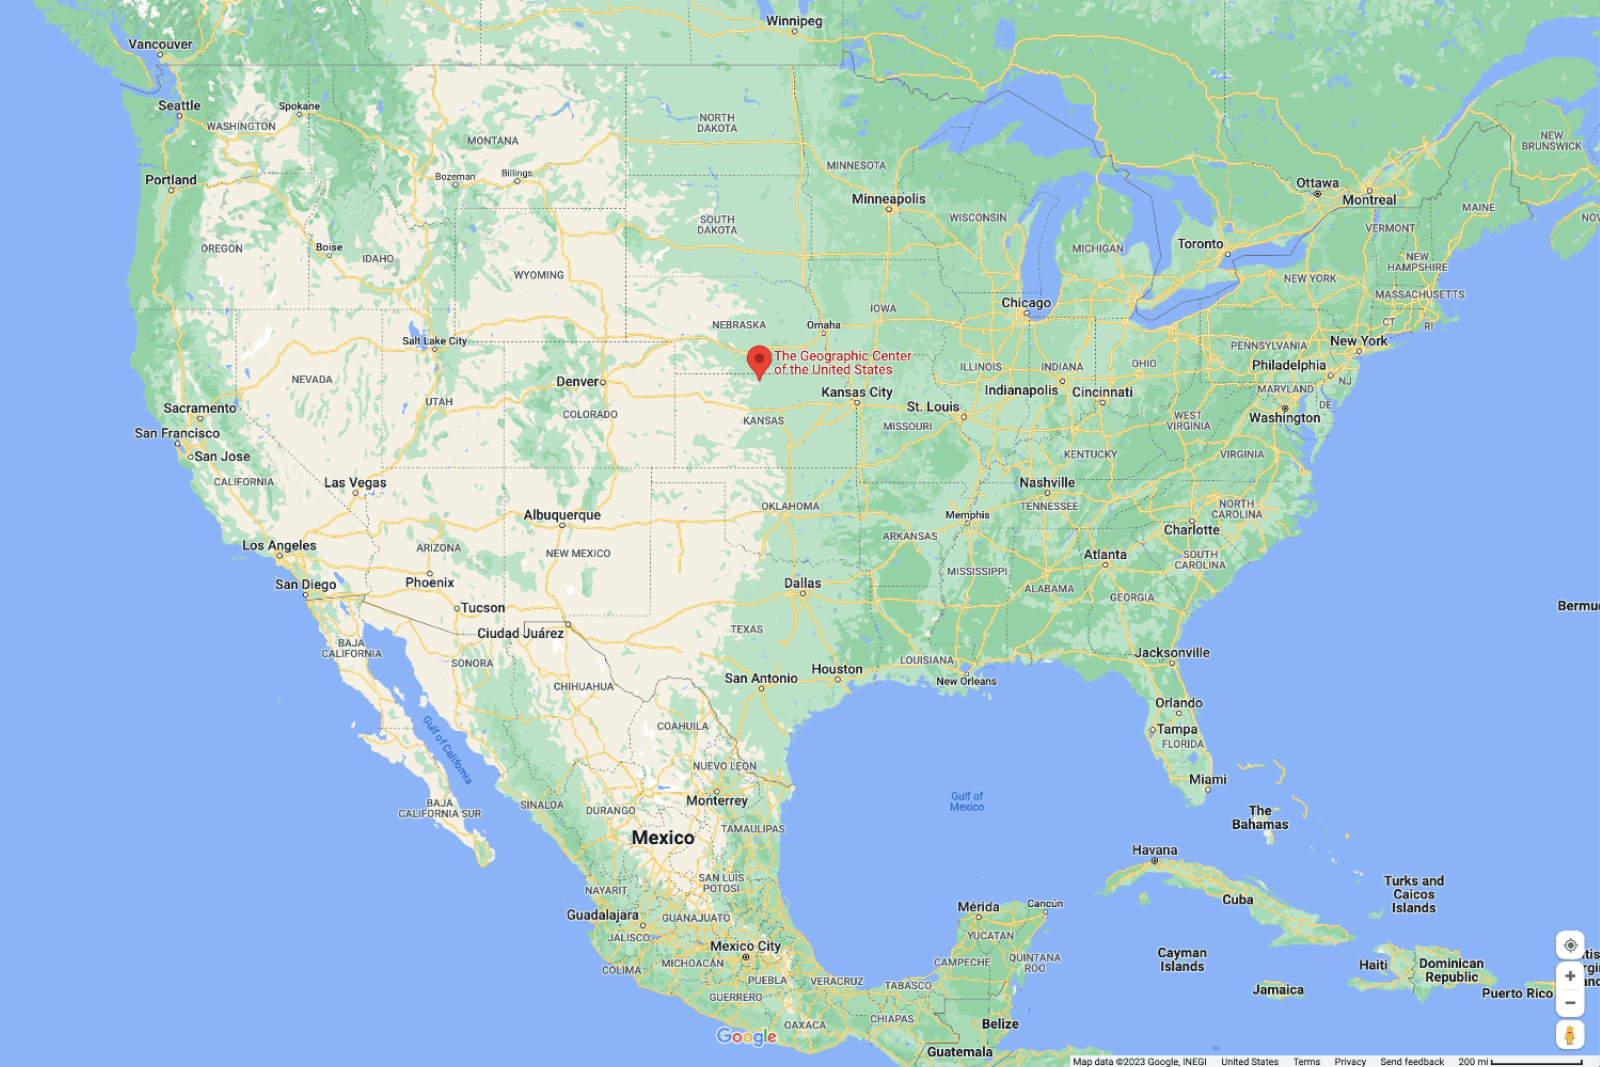 Winnipeg
Vancouver
Seattle
Spokane
WASHINGTON
NORTH
DAKOTA
MONTANA
NEW
BRUNSWICK
MINNESOTA
Portland
Bozeman
Billings
Ottawa
Montreal
Minneapolis
MAINE
SOUTH
DAKOTA
WISCONSIN
NO
VERMONT
Toronto
OREGON
Boise
IDAHO
MICHIGAN
NEW
HAMPSHIRE
WYOMING
NEW YORK
MASSACHUSETTS
Chicago
IOWA
CT
RI
NEBRASKA
Omaha
Salt Lake City
New York
PENNSYLVANIA
The Geographic Center
of the United States
ILLINOIS
INDIANA
OHIO
Philadelphia
NEVADA
Denver
NJ
Indianapolis
Cincinnati
MARYLAND
Kansas City
UTAH
Sacramento
COLORADO
St. Louis
DE
Washington
KANSAS
MISSOURI
WEST
VIRGINIA
San Francisco
San Jose
KENTUCKY
VIRGINIA
CALIFORNIA
Las Vegas
Nashville
OKLAHOMA
TENNESSEE
NORTH
CAROLINA
Albuquerque
Memphis
Charlotte
ARKANSAS
Los Angeles
ARIZONA
NEW MEXICO
Atlanta
SOUTH
CAROLINA
MISSISSIPPI
San Diego
Phoenix
Dallas
ALABAMA
GEORGIA
Tucson
Bermu
Ciudad Juárez
TEXAS
BAJA
CALIFORNIA
SONORA
Jacksonville
LOUISIANA
Houston
San Antonio
New Orleans
CHIHUAHUA
Orlando
COAHUILA
Tampa
FLORIDA
Gulf of California
NUEVO LEON
Miami
Gulf of
Mexico
Monterrey
SINALOA
DURANGO
BAJA
CALIFORNIA SUR
The
Bahamas
TAMAULIPAS
Mexico
Havana
SAN LUIS
POTOSI
NAYARIT
Turks and
Caicos
Islands
Cuba
Cancún
Mérida
Guadalajara
GUANAJUATO
JALISCO
YUCATAN
Mexico City
Cayman
Islands
MICHOACÁN
COLIMA
CAMPECHE
QUINTANA
ROO
Haiti
Dominican
Republic
PUEBLA
VERACRUZ
TABASCO
Jamaica
Puerto Rico
GUERRERO
CHIAPAS
OAXACA
Belize
Google
Guatemala
Map data ©2023 Google, INEGI United States Terms Privacy Send feedback 200 mi